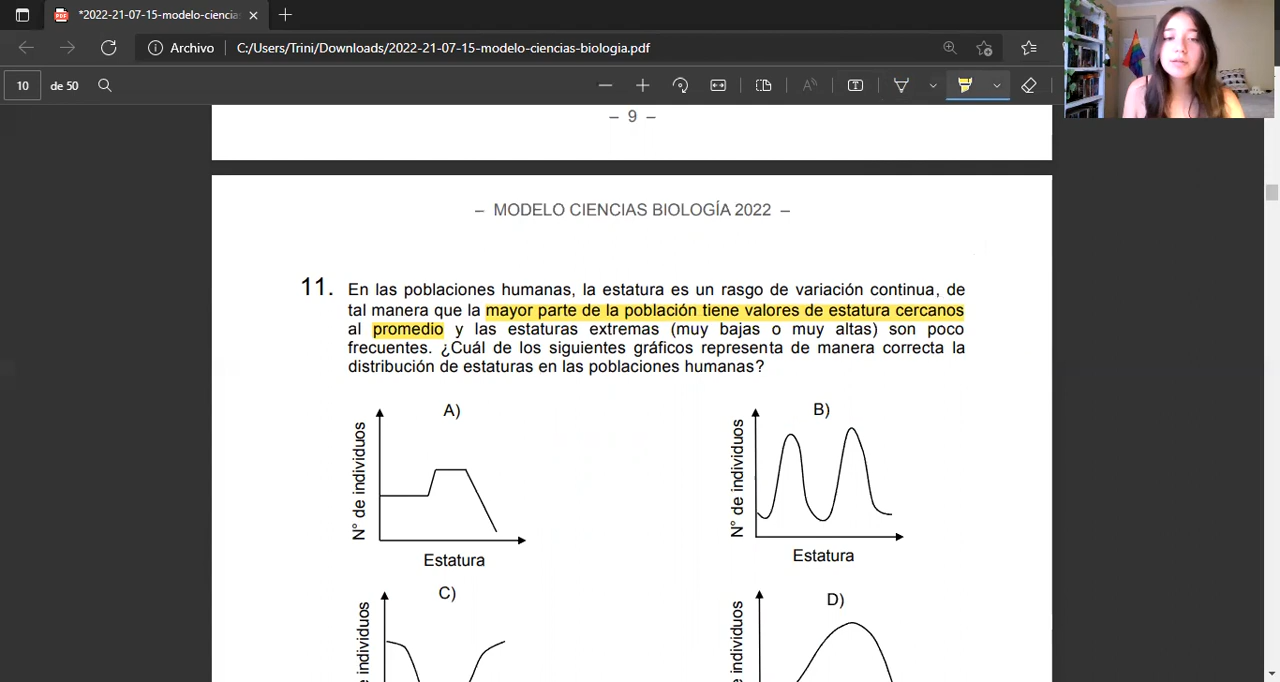 *2022-21-07-15-modelo-ciencia
Archivo
C:/Users/Trini/Downloads/2022-21-07-15-modelo-ciencias-biologia.pdf
10 de 50
– 9 –
– MODELO CIENCIAS BIOLOGÍA 2022 –
11. En las poblaciones humanas, la estatura es un rasgo de variación continua, de
tal manera que la mayor parte de la población tiene valores de estatura cercanos
al promedio y las estaturas extremas (muy bajas o muy altas) son poco
frecuentes. ¿Cuál de los siguientes gráficos representa de manera correcta la
distribución de estaturas en las poblaciones humanas?
A)
N° de individuos
Estatura
B)
N° de individuos
Estatura
C)
individuos
D)
individuos